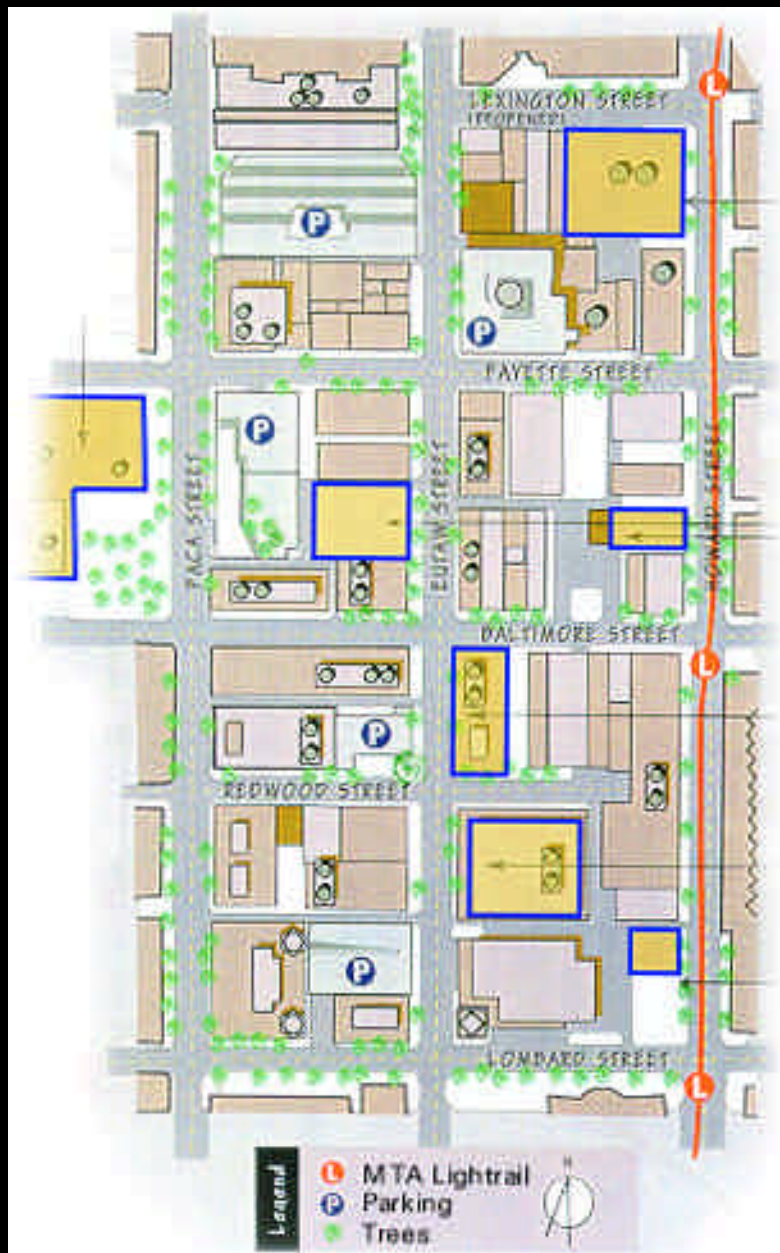 LEXINGTON STREET
(REOPENED)
P
P
FAYETTE STREET
P
PACA STREET
EUTAW STREET
HOWARD STREET
BALTIMORE STREET
L
P
REDWOOD STREET
P
LOMBARD STREET
L
L
Legend
L MTA Lightrail
P Parking
Trees
N